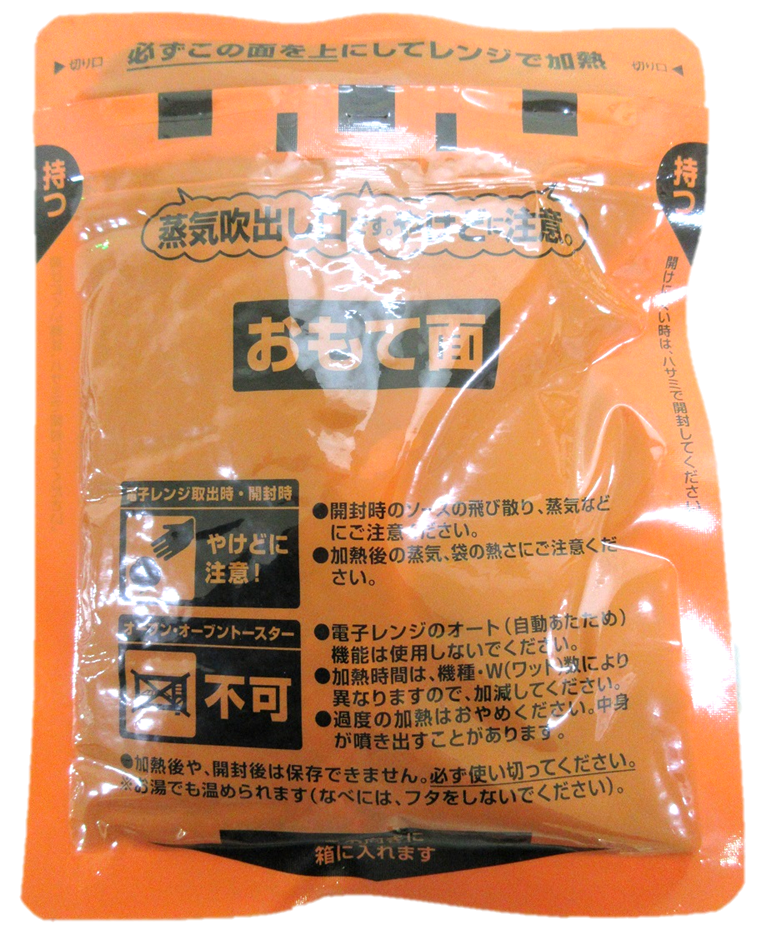 必ずこの面を上にしてレンジで加熱
切り口
切り口
持つ
持つ
蒸気吹出し口 す。やけどに注意。
おもて面
開けに い時は、ハサミで開封してください
電子レンジ取出時・開封時
やけどに
注意!
●開封時のソースの飛び散り、蒸気など
にご注意 ださい。
●加熱後の蒸気、袋の熱さにご注意くだ
さい。
オーブン・オーブントースター
不可
●電子レンジのオート(自動あたため)
機能は使用しないでください。
●加熱時間は、機種・W(ワット)数により
異なりますので、加減してください。
●過度の加熱はおやめください。中身
が噴き出すことがあります。
●加熱後や、開封後は保存できません。必ず使い切ってください。
※お湯でも温められます(なべには、フタをしないでください)。
箱に入れます